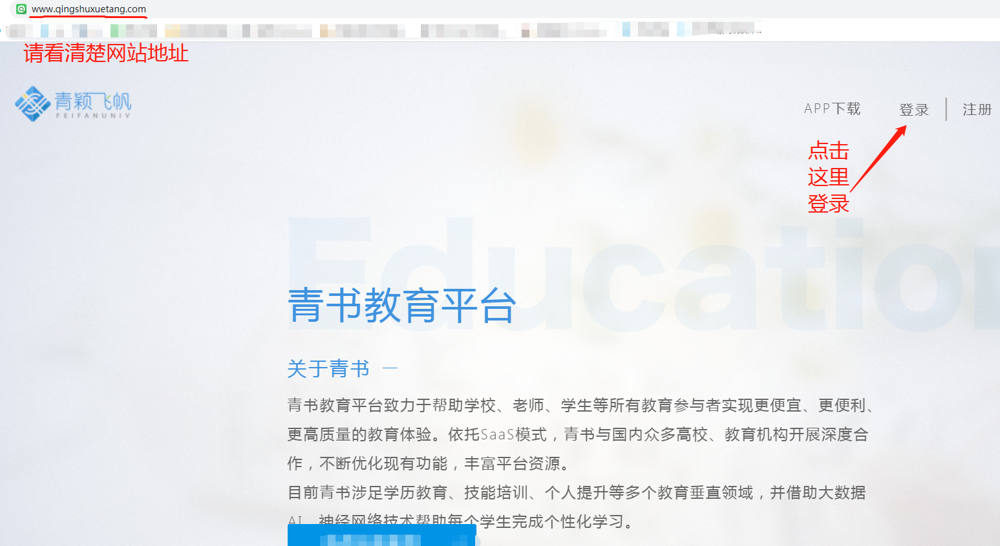 www.qingshuxuetang.com
请看清楚网站地址
青颖飞帆
FEIFANUNIV
APP下载
登录
注册
点击
这里
登录
Education
青书教育平台
关于青书 —
青书教育平台致力于帮助学校、老师、学生等所有教育参与者实现更便宜、更便利、
更高质量的教育体验。依托SaaS模式，青书与国内众多高校、教育机构开展深度合
作，不断优化现有功能，丰富平台资源。
目前青书涉足学历教育、技能培训、个人提升等多个教育垂直领域，并借助大数据
AI、神经网络技术帮助每个学生完成个性化学习。